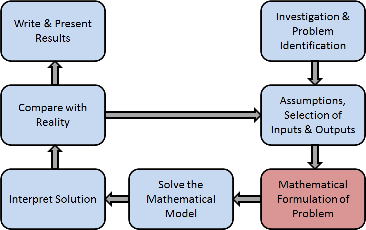 Write & Present
Results
Investigation &
Problem
Identification
Compare with
Reality
Assumptions,
Selection of
Inputs & Outputs
Interpret Solution
Solve the
Mathematical
Model
Mathematical
Formulation of
Problem